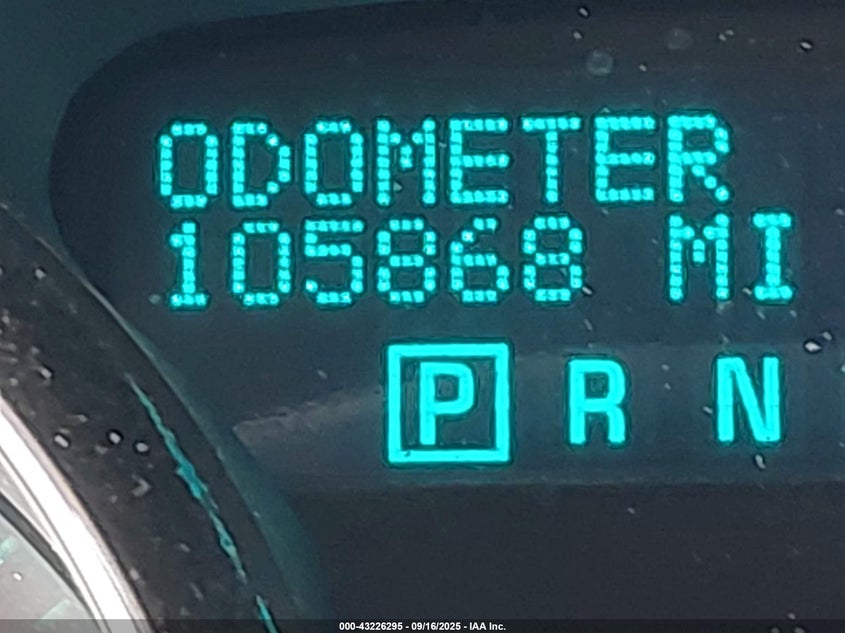 ODOMETER
105868 MI
P R N
000-43226295 - 09/16/2025 - IAA Inc.